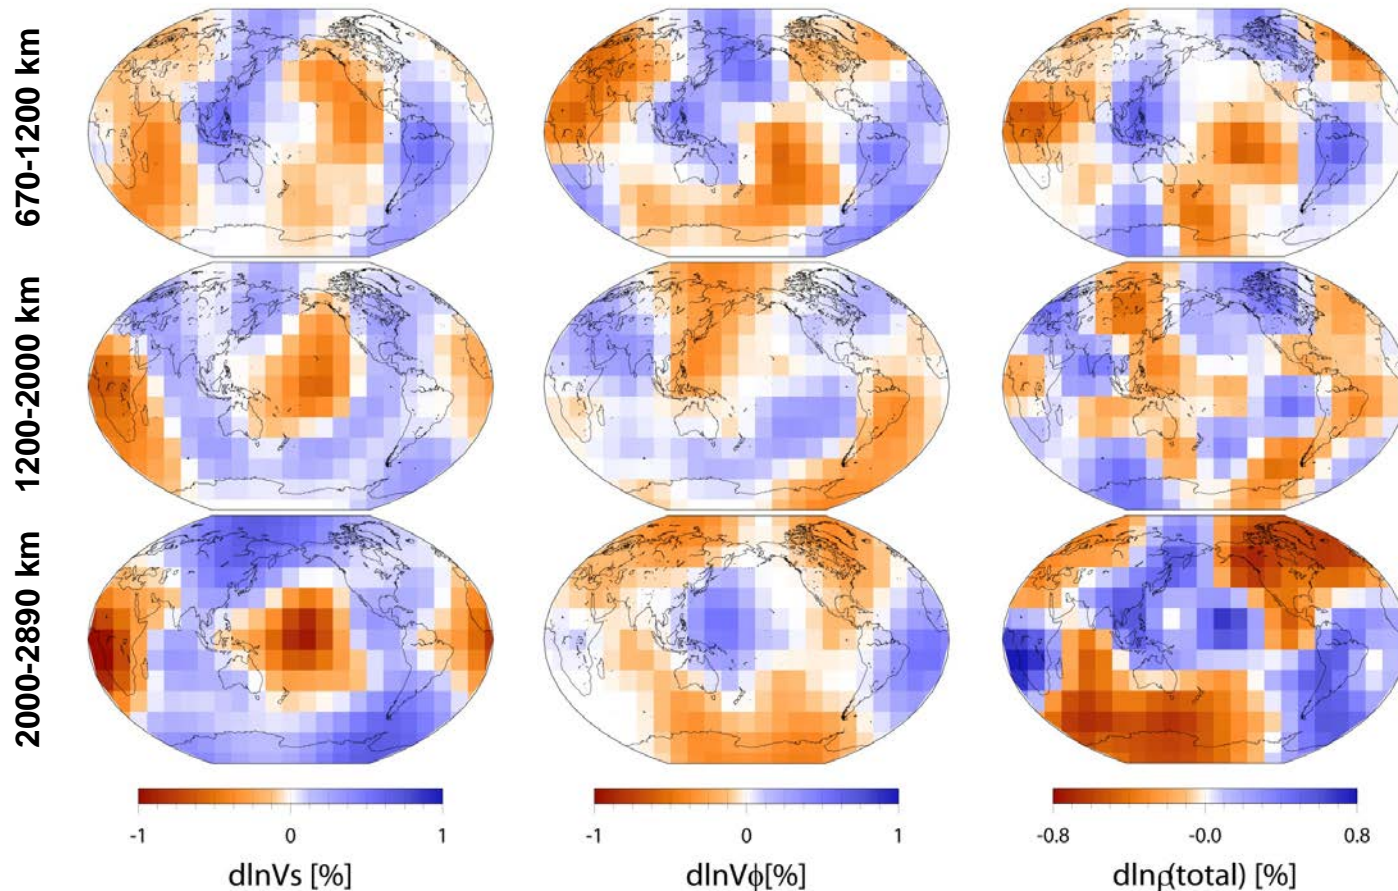 670-1200 km
1200-2000 km
2000-2890 km
-1 0 1
-1 0 1
-0.8 -0.0 0.8
dlnVs [%]
dlnVϕ[%]
dlnρ(total) [%]